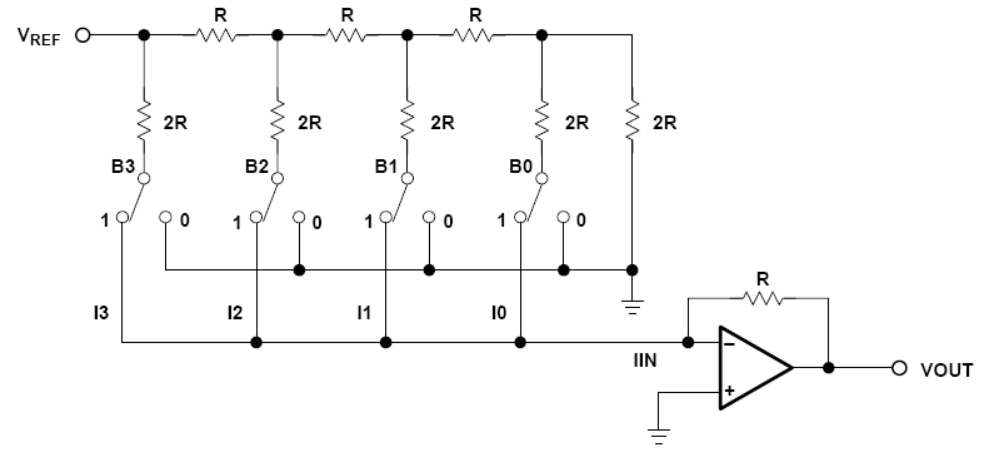 R R R
V_REF
2R 2R 2R 2R 2R
B3 B2 B1 B0
1 0 1 0 1 0 1 0
R
I3 I2 I1 I0
IIN
−
+
VOUT